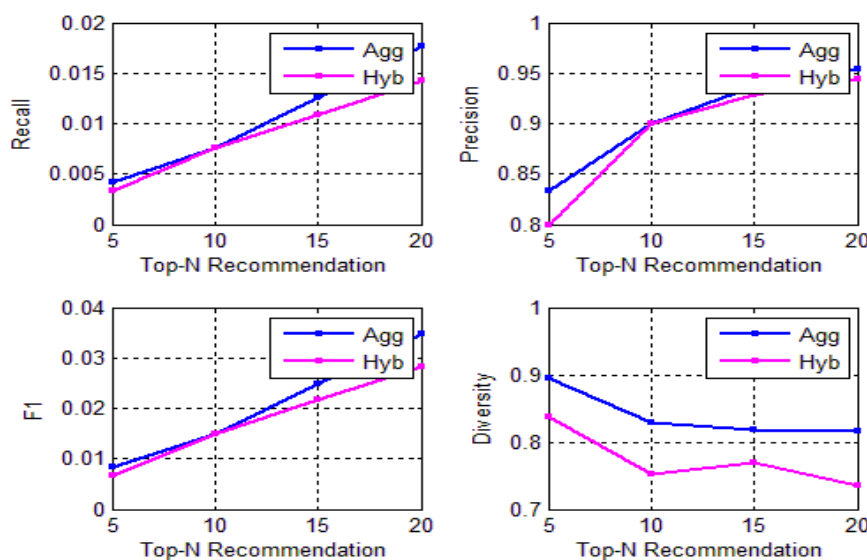 0.02
0.015
0.01
0.005
0
Recall
Agg
Hyb
5 10 15 20
Top-N Recommendation
1
0.95
0.9
0.85
0.8
Precision
Agg
Hyb
5 10 15 20
Top-N Recommendation
0.04
0.03
0.02
0.01
0
F1
Agg
Hyb
5 10 15 20
Top-N Recommendation
1
0.9
0.8
0.7
Diversity
Agg
Hyb
5 10 15 20
Top-N Recommendation